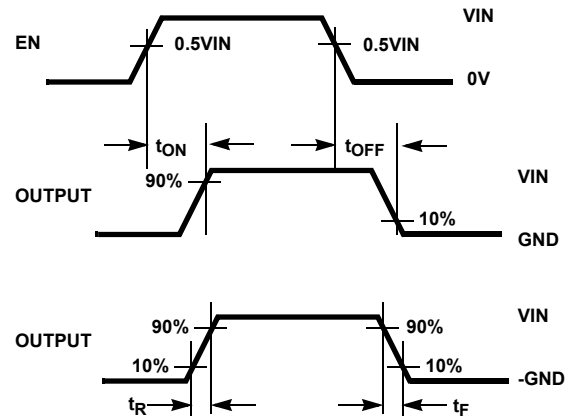 VIN
EN
0.5VIN
0.5VIN
0V
tON
tOFF
90%
VIN
OUTPUT
10%
GND
VIN
90%
90%
OUTPUT
10%
10%
-GND
tR
tF